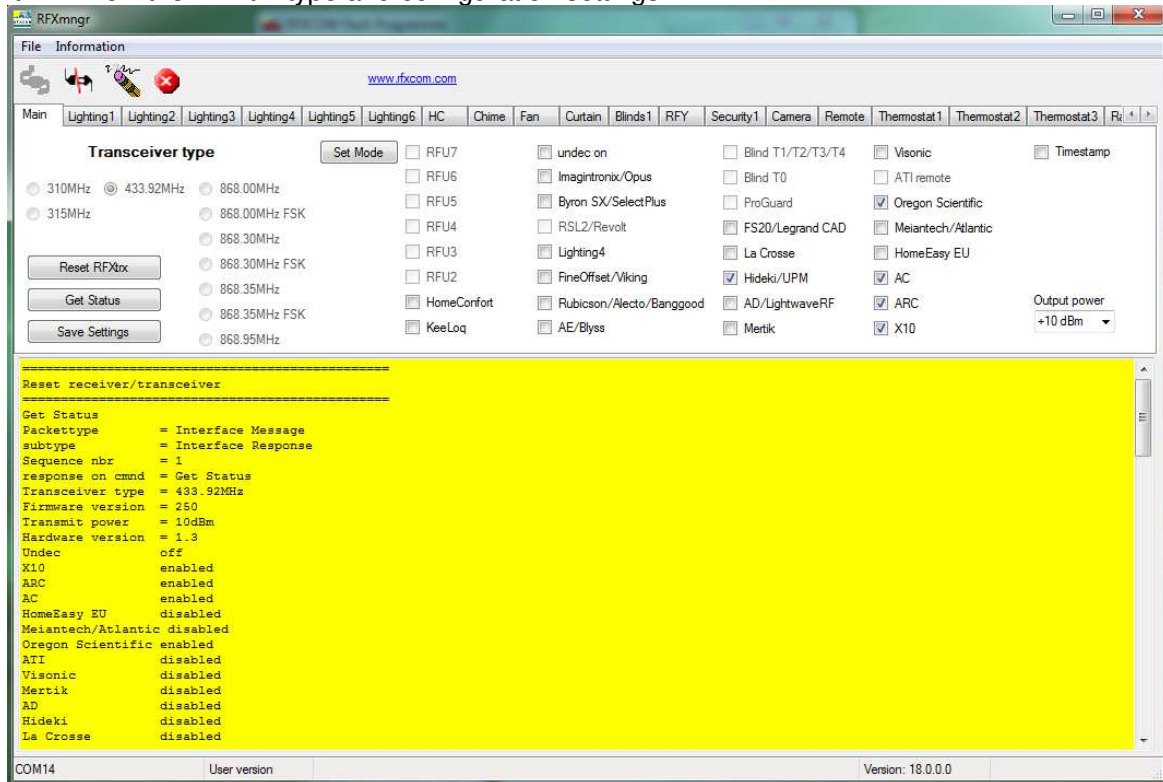 RFXmngr
File Information
www.rfxcom.com
Main Lighting1 Lighting2 Lighting3 Lighting4 Lighting5 Lighting6 HC Chime Fan Curtain Blinds1 RFY Security1 Camera Remote Thermostat1 Thermostat2 Thermostat3
Transceiver type
Set Mode
310MHz 433.92MHz 868.00MHz
315MHz 868.00MHz FSK
868.30MHz
868.30MHz FSK
868.35MHz
868.35MHz FSK
868.95MHz
Reset RFXtrx
Get Status
Save Settings
RFU7
RFU6
RFU5
RFU4
RFU3
RFU2
HomeConfort
KeeLoq
undec on
Imagintronix/Opus
Byron SX/SelectPlus
RSL2/Revolt
Lighting4
FineOffset/Viking
Rubicson/Alecto/Banggood
AE/Blyss
Blind T1/T2/T3/T4
Blind T0
ProGuard
FS20/Legrand CAD
La Crosse
Hideki/UPM
AD/LightwaveRF
Mertik
Visonic
ATI remote
Oregon Scientific
Meiantech/Atlantic
HomeEasy EU
AC
ARC
X10
Timestamp
Output power
+10 dBm
================================================
Reset receiver/transceiver
================================================
Get Status
Packettype = Interface Message
subtype = Interface Response
Sequence nbr = 1
response on cmnd = Get Status
Transceiver type = 433.92MHz
Firmware version = 250
Transmit power = 10dBm
Hardware version = 1.3
Undec off
X10 enabled
ARC enabled
AC enabled
HomeEasy EU disabled
Meiantech/Atlantic disabled
Oregon Scientific enabled
ATI disabled
Visonic disabled
Mertik disabled
AD disabled
Hideki disabled
La Crosse disabled
COM14 User version Version: 18.0.0.0